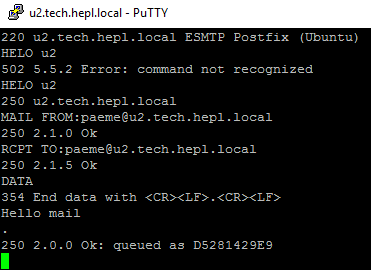 u2.tech.hepl.local - PuTTY
220 u2.tech.hepl.local ESMTP Postfix (Ubuntu)
HELO u2
502 5.5.2 Error: command not recognized
HELO u2
250 u2.tech.hepl.local
MAIL FROM:paeme@u2.tech.hepl.local
250 2.1.0 Ok
RCPT TO:paeme@u2.tech.hepl.local
250 2.1.5 Ok
DATA
354 End data with <CR><LF>.<CR><LF>
Hello mail
.
250 2.0.0 Ok: queued as D5281429E9